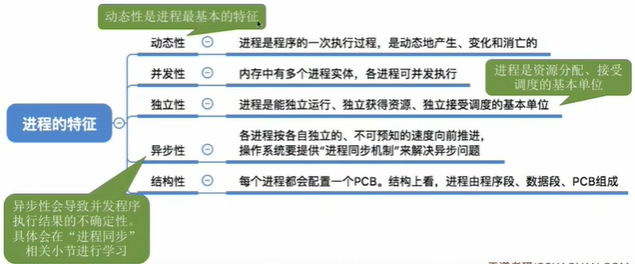 动态性是进程最基本的特征
动态性 进程是程序的一次执行过程，是动态地产生、变化和消亡的
并发性 内存中有多个进程实体，各进程可并发执行
进程是资源分配、接受
调度的基本单位
独立性 进程是能独立运行、独立获得资源、独立接受调度的基本单位
进程的特征
异步性 各进程按各自独立的、不可预知的速度向前推进，
操作系统要提供"进程同步机制"来解决异步问题
结构性 每个进程都会配置一个PCB。结构上看，进程由程序段、数据段、PCB组成
异步性会导致并发程序
执行结果的不确定性。
具体会在“进程同步”
相关小节进行学习